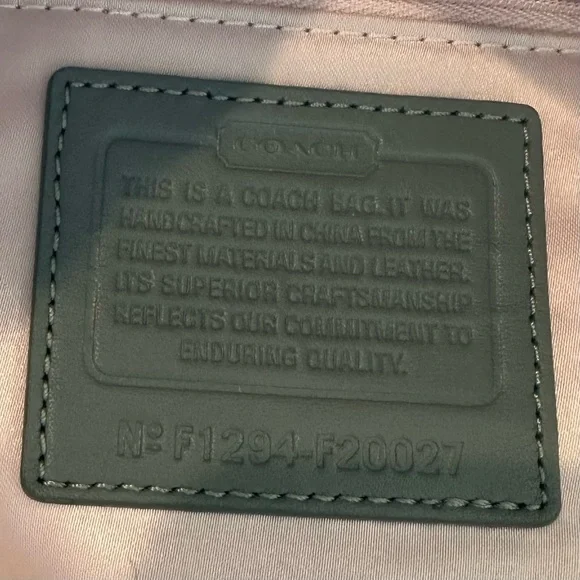 COACH
THIS IS A COACH BAG. IT WAS
HANDCRAFTED IN CHINA FROM THE
FINEST MATERIALS AND LEATHER.
ITS SUPERIOR CRAFTSMANSHIP
REFLECTS OUR COMMITMENT TO
ENDURING QUALITY.
Nº F1294-F20027